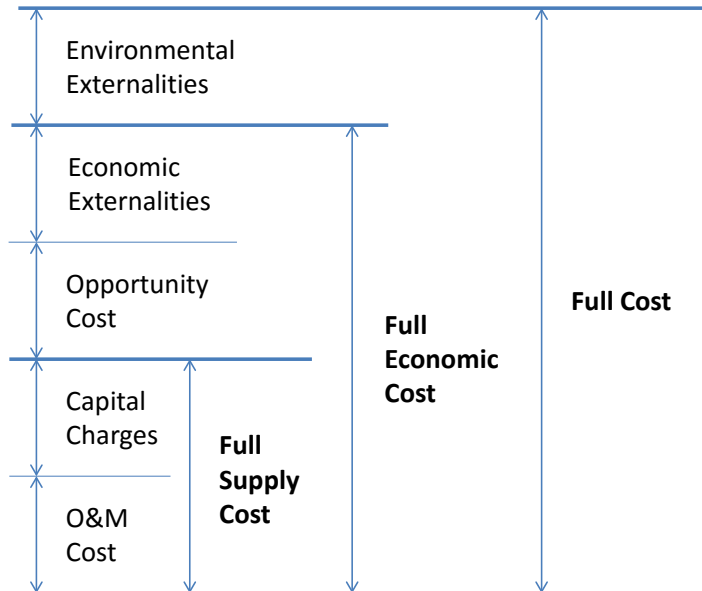 Environmental
Externalities
Economic
Externalities
Opportunity
Cost
Full Cost
Full
Economic
Cost
Capital
Charges
Full
Supply
Cost
O&M
Cost